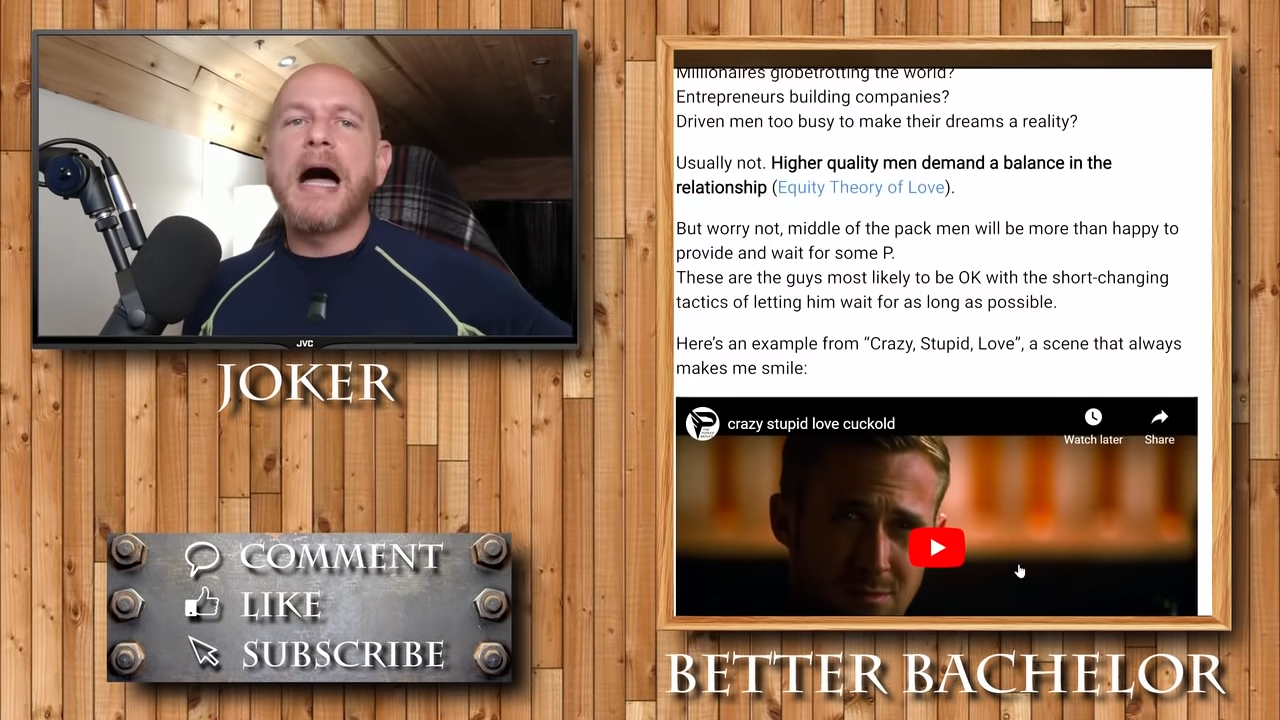 JVC
JOKER
COMMENT
LIKE
SUBSCRIBE
Millionaires globetrotting the world?
Entrepreneurs building companies?
Driven men too busy to make their dreams a reality?
Usually not. Higher quality men demand a balance in the
relationship (Equity Theory of Love).
But worry not, middle of the pack men will be more than happy to
provide and wait for some P.
These are the guys most likely to be OK with the short-changing
tactics of letting him wait for as long as possible.
Here’s an example from “Crazy, Stupid, Love”, a scene that always
makes me smile:
crazy stupid love cuckold
Watch later
Share
BETTER BACHELOR